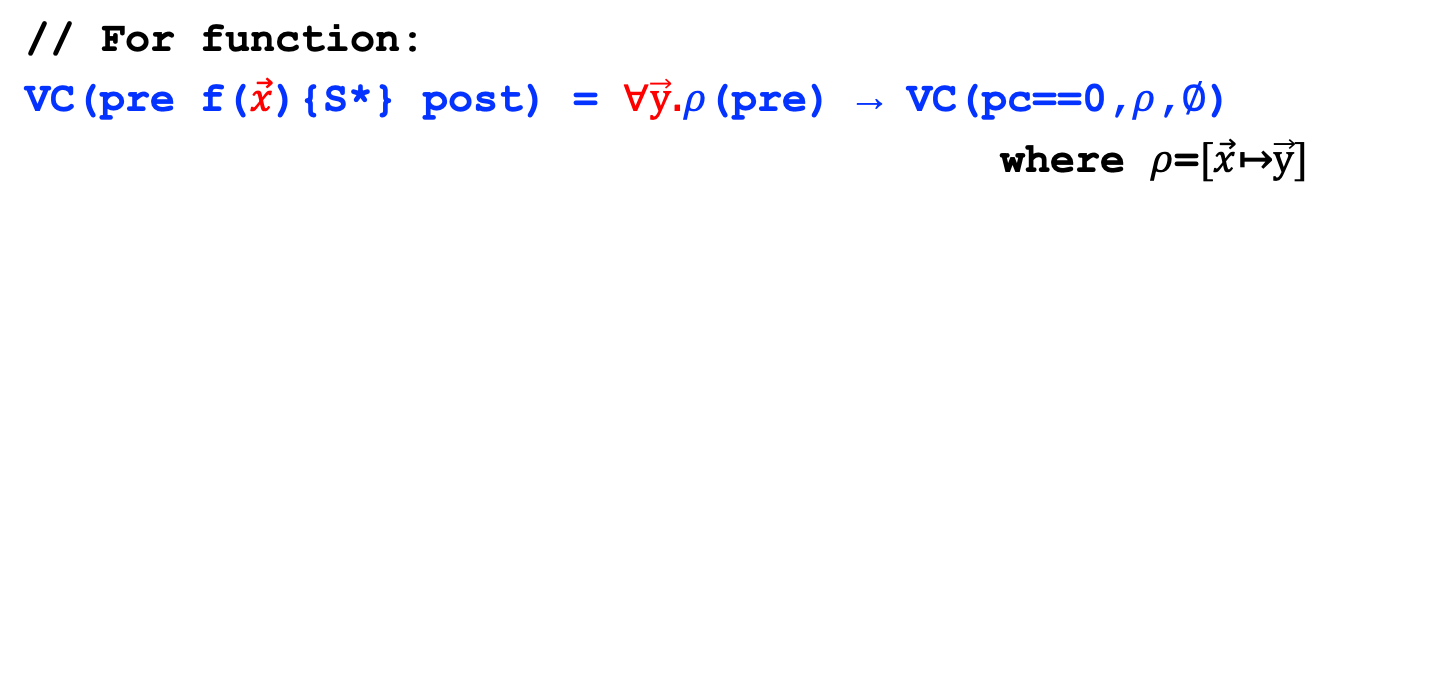 // For function:
VC(pre f(x⃗){S*} post) = ∀y⃗.ρ(pre) → VC(pc==0,ρ,∅)
where ρ=[x⃗↦y⃗]